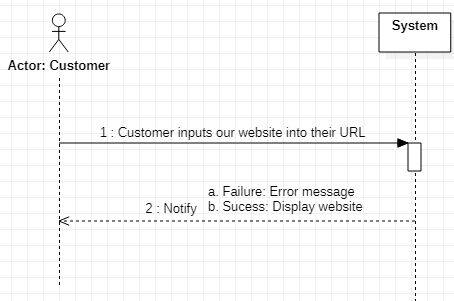 System
Actor: Customer
1 : Customer inputs our website into their URL
a. Failure: Error message
2 : Notify b. Sucess: Display website